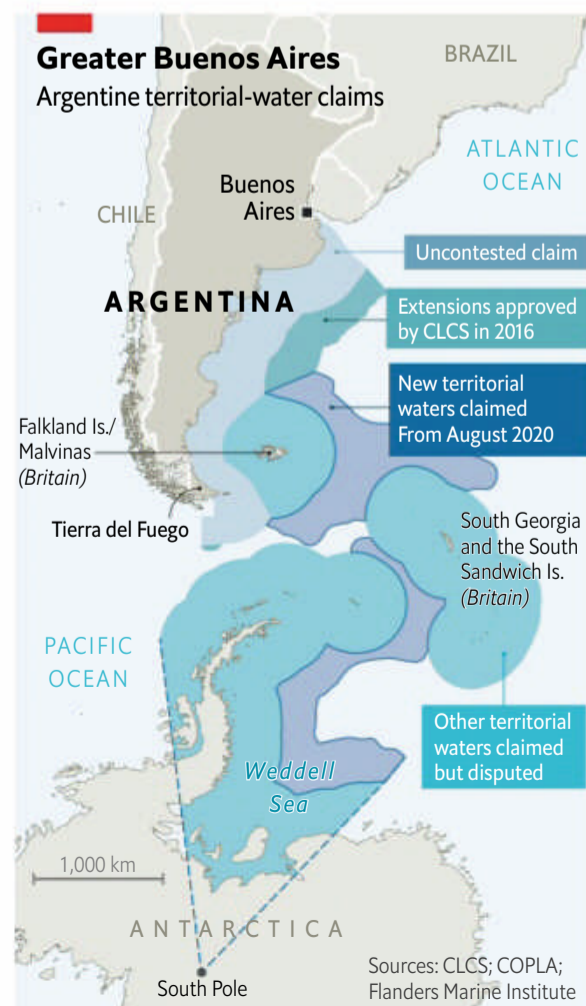 Greater Buenos Aires
Argentine territorial-water claims
BRAZIL
ATLANTIC
OCEAN
Buenos
Aires
CHILE
Uncontested claim
ARGENTINA
Extensions approved
by CLCS in 2016
New territorial
waters claimed
From August 2020
Falkland Is./
Malvinas
(Britain)
Tierra del Fuego
South Georgia
and the South
Sandwich Is.
(Britain)
PACIFIC
OCEAN
Other territorial
waters claimed
but disputed
Weddell
Sea
1,000 km
ANTARCTICA
South Pole
Sources: CLCS; COPLA;
Flanders Marine Institute